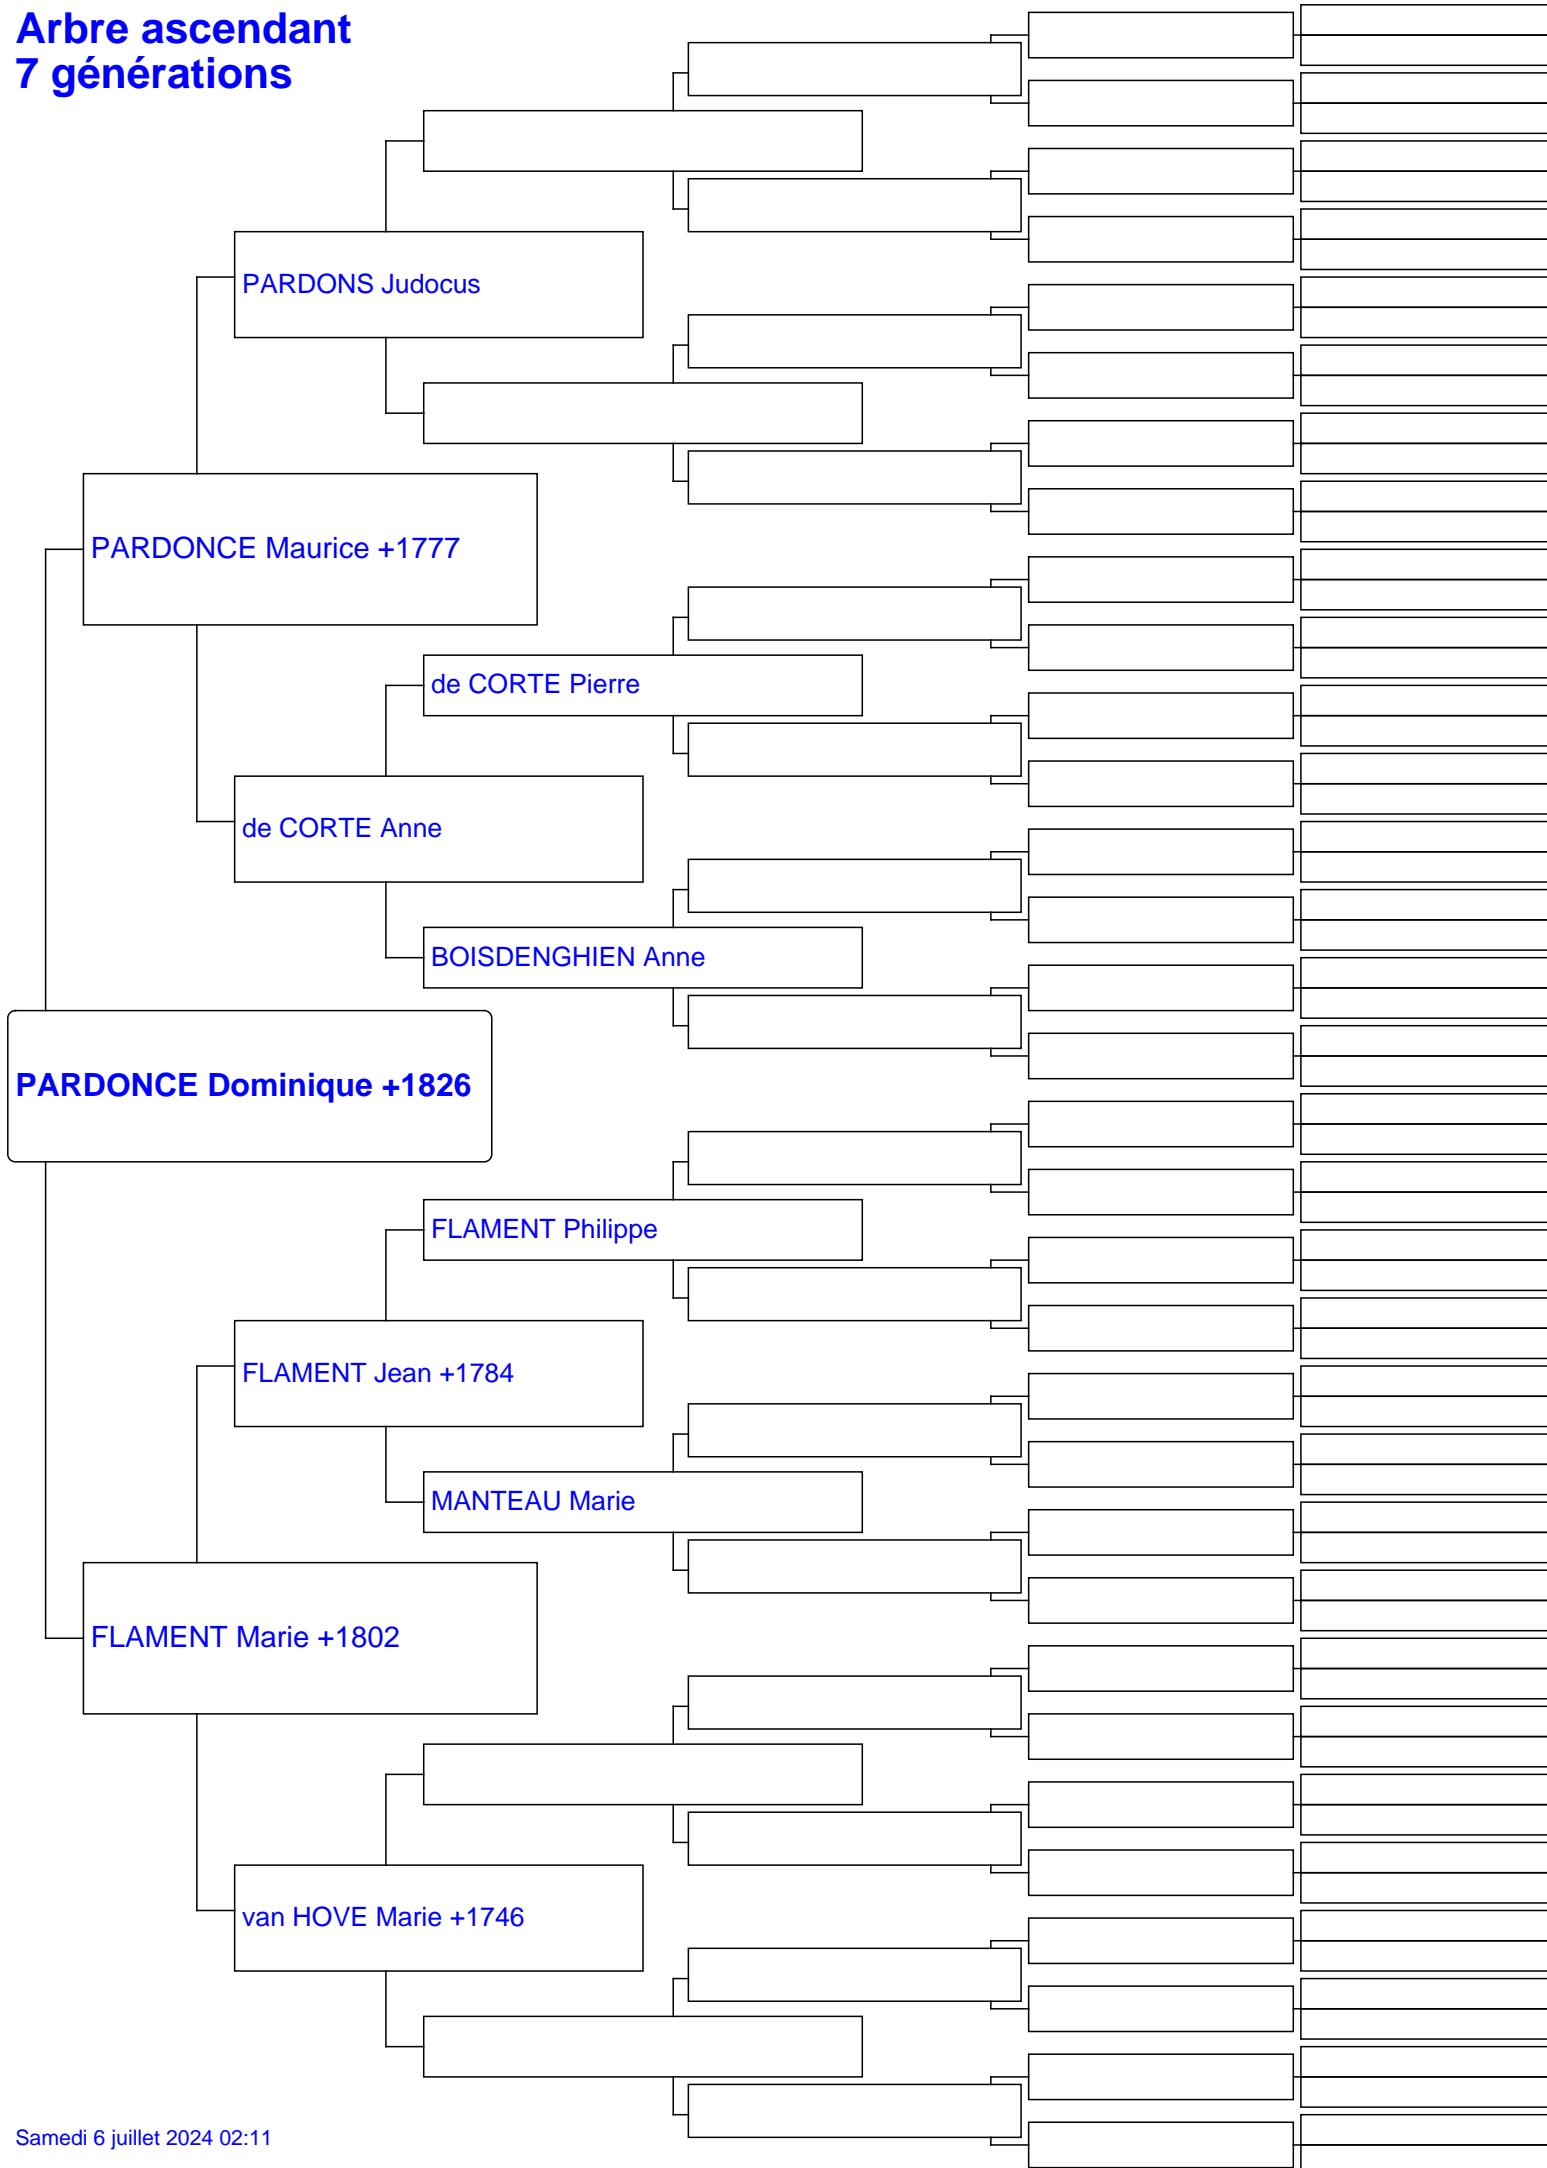 Arbre ascendant
7 générations
PARDONS Judocus
PARDONCE Maurice +1777
de CORTE Pierre
de CORTE Anne
BOISDENGHIEN Anne
PARDONCE Dominique +1826
FLAMENT Philippe
FLAMENT Jean +1784
MANTEAU Marie
FLAMENT Marie +1802
van HOVE Marie +1746
Samedi 6 juillet 2024 02:11